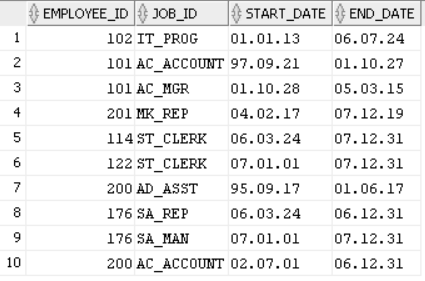 EMPLOYEE_ID JOB_ID START_DATE END_DATE
1 102 IT_PROG 01.01.13 06.07.24
2 101 AC_ACCOUNT 97.09.21 01.10.27
3 101 AC_MGR 01.10.28 05.03.15
4 201 MK_REP 04.02.17 07.12.19
5 114 ST_CLERK 06.03.24 07.12.31
6 122 ST_CLERK 07.01.01 07.12.31
7 200 AD_ASST 95.09.17 01.06.17
8 176 SA_REP 06.03.24 06.12.31
9 176 SA_MAN 07.01.01 07.12.31
10 200 AC_ACCOUNT 02.07.01 06.12.31